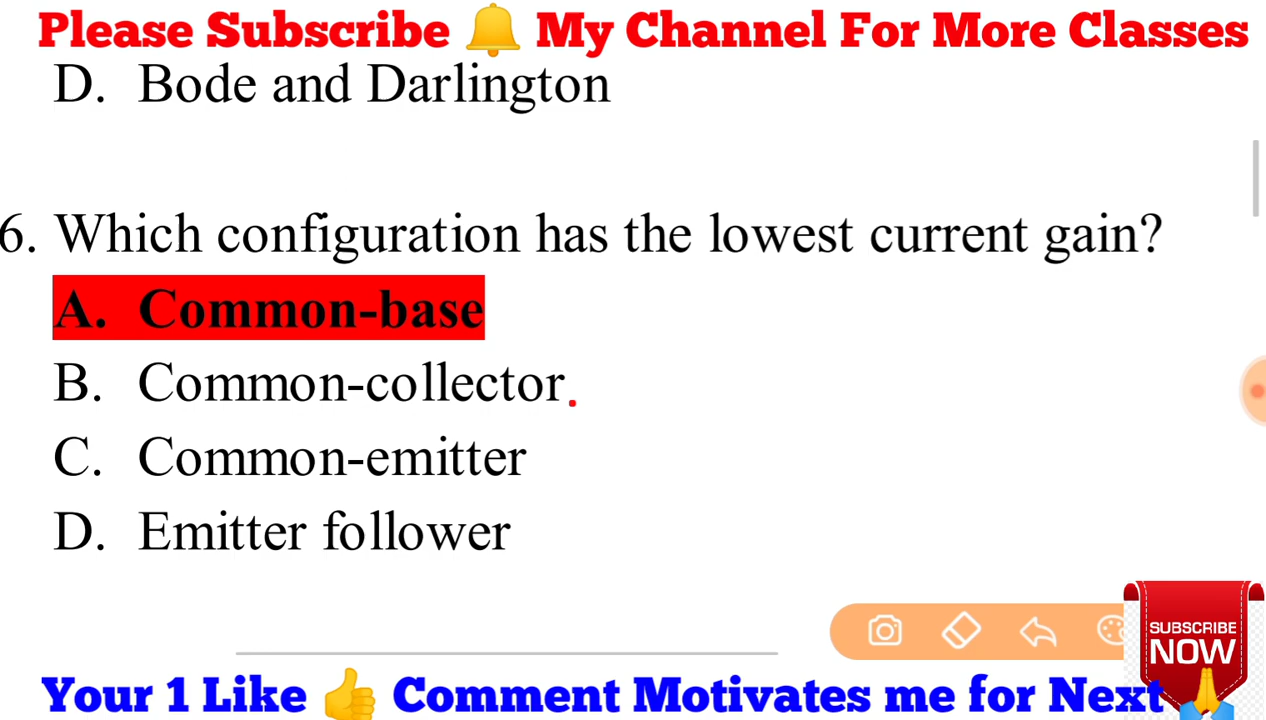 Please Subscribe 🔔 My Channel For More Classes
D. Bode and Darlington
6. Which configuration has the lowest current gain?
A. Common-base
B. Common-collector.
C. Common-emitter
D. Emitter follower
SUBSCRIBE
NOW
Your 1 Like 👍 Comment Motivates me for Next 🙏